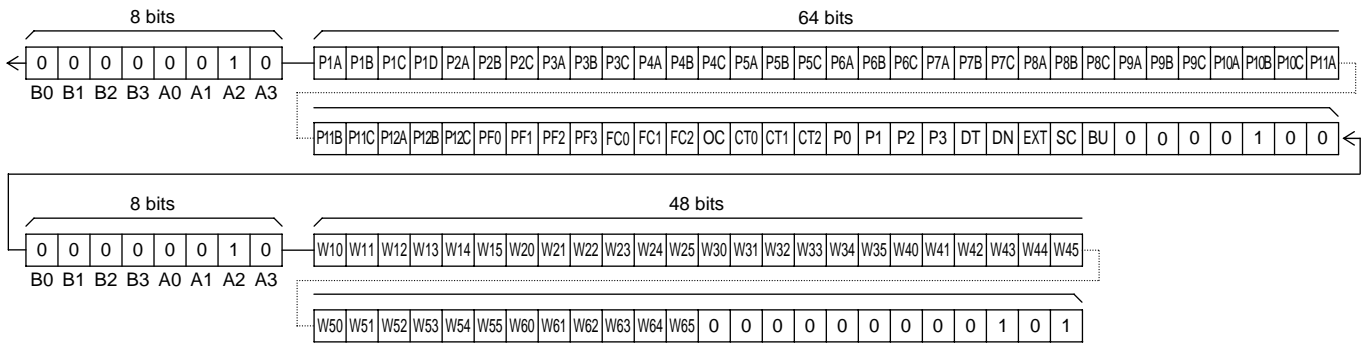 8 bits 64 bits
0 0 0 0 0 0 1 0 P1A P1B P1C P1D P2A P2B P2C P3A P3B P3C P4A P4B P4C P5A P5B P5C P6A P6B P6C P7A P7B P7C P8A P8B P8C P9A P9B P9C P10A P10B P10C P11A
B0 B1 B2 B3 A0 A1 A2 A3
P11B P11C P12A P12B P12C PF0 PF1 PF2 PF3 FC0 FC1 FC2 OC CT0 CT1 CT2 P0 P1 P2 P3 DT DN EXT SC BU 0 0 0 0 1 0 0
8 bits 48 bits
0 0 0 0 0 0 1 0 W10 W11 W12 W13 W14 W15 W20 W21 W22 W23 W24 W25 W30 W31 W32 W33 W34 W35 W40 W41 W42 W43 W44 W45
B0 B1 B2 B3 A0 A1 A2 A3
W50 W51 W52 W53 W54 W55 W60 W61 W62 W63 W64 W65 0 0 0 0 0 0 0 0 0 1 0 1